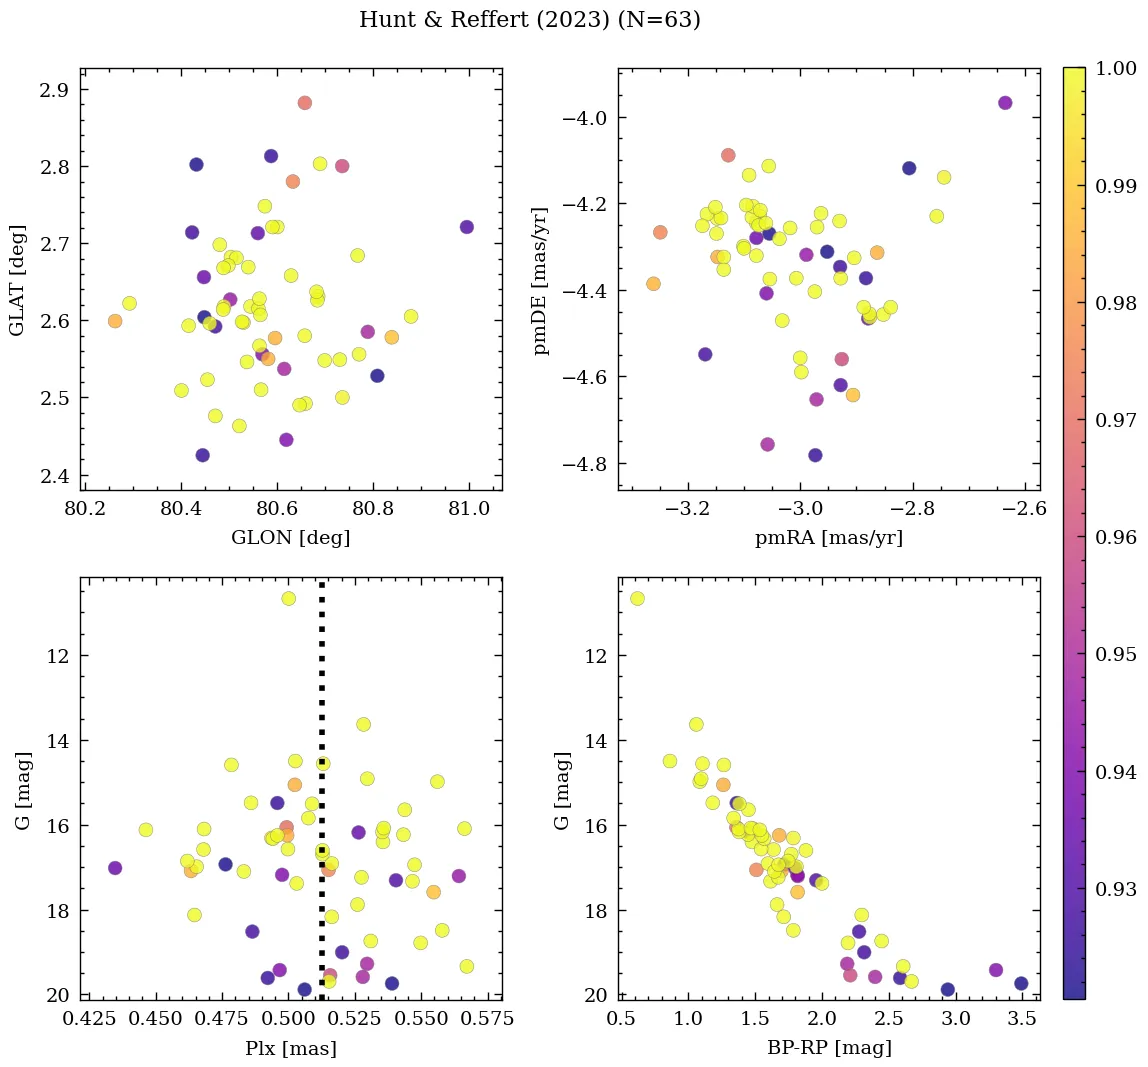 Hunt & Reffert (2023) (N=63)
2.9
2.8
2.7
2.6
2.5
2.4
GLAT [deg]
80.2 80.4 80.6 80.8 81.0
GLON [deg]
−4.0
−4.2
−4.4
−4.6
−4.8
pmDE [mas/yr]
−3.2 −3.0 −2.8 −2.6
pmRA [mas/yr]
12
14
16
18
20
G [mag]
0.425 0.450 0.475 0.500 0.525 0.550 0.575
Plx [mas]
12
14
16
18
20
G [mag]
0.5 1.0 1.5 2.0 2.5 3.0 3.5
BP-RP [mag]
1.00
0.99
0.98
0.97
0.96
0.95
0.94
0.93